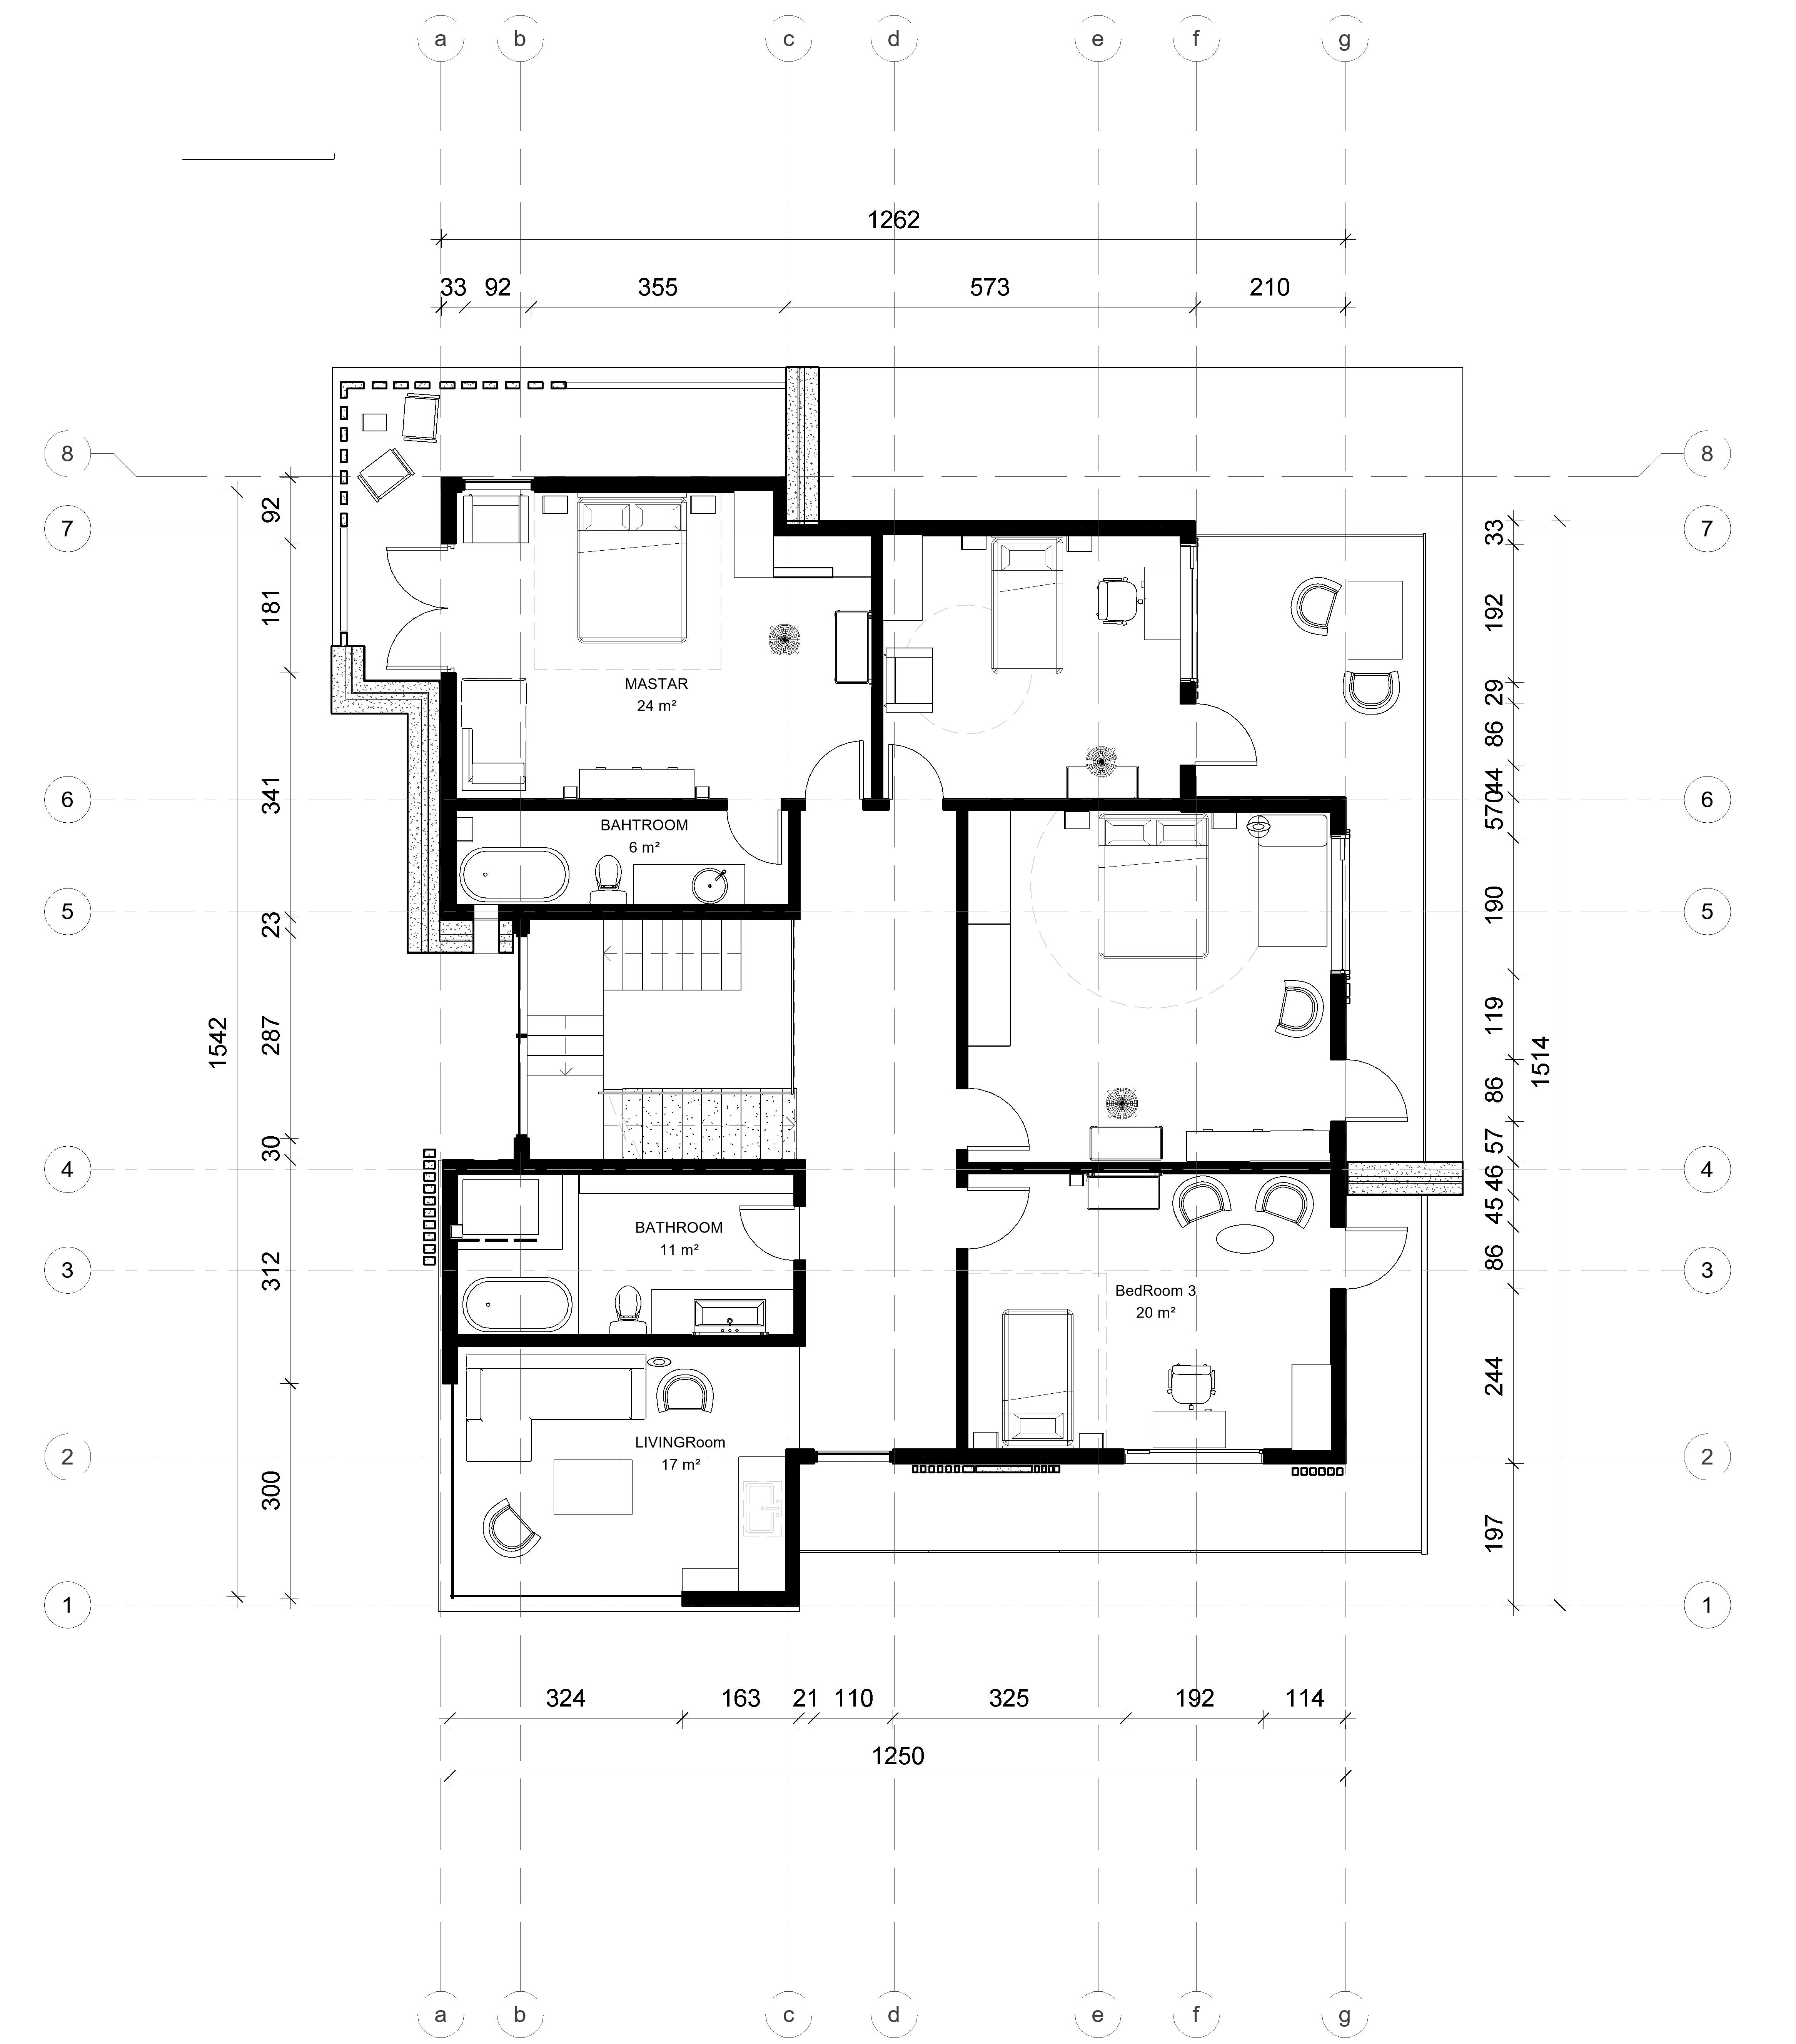 a b c d e f g
1262
33 92 355 573 210
8 8
92
7 7
33
181
192
MASTAR
24 m²
29
86
341
44
6 6
570
BAHTROOM
6 m²
190
5 5
23
287
1542
119
1514
86
30
57
4 4
46
45
BATHROOM
11 m²
86
3 3
312
BedRoom 3
20 m²
244
LIVINGRoom
17 m²
2 2
300
197
1 1
324 163 21 110 325 192 114
1250
a b c d e f g